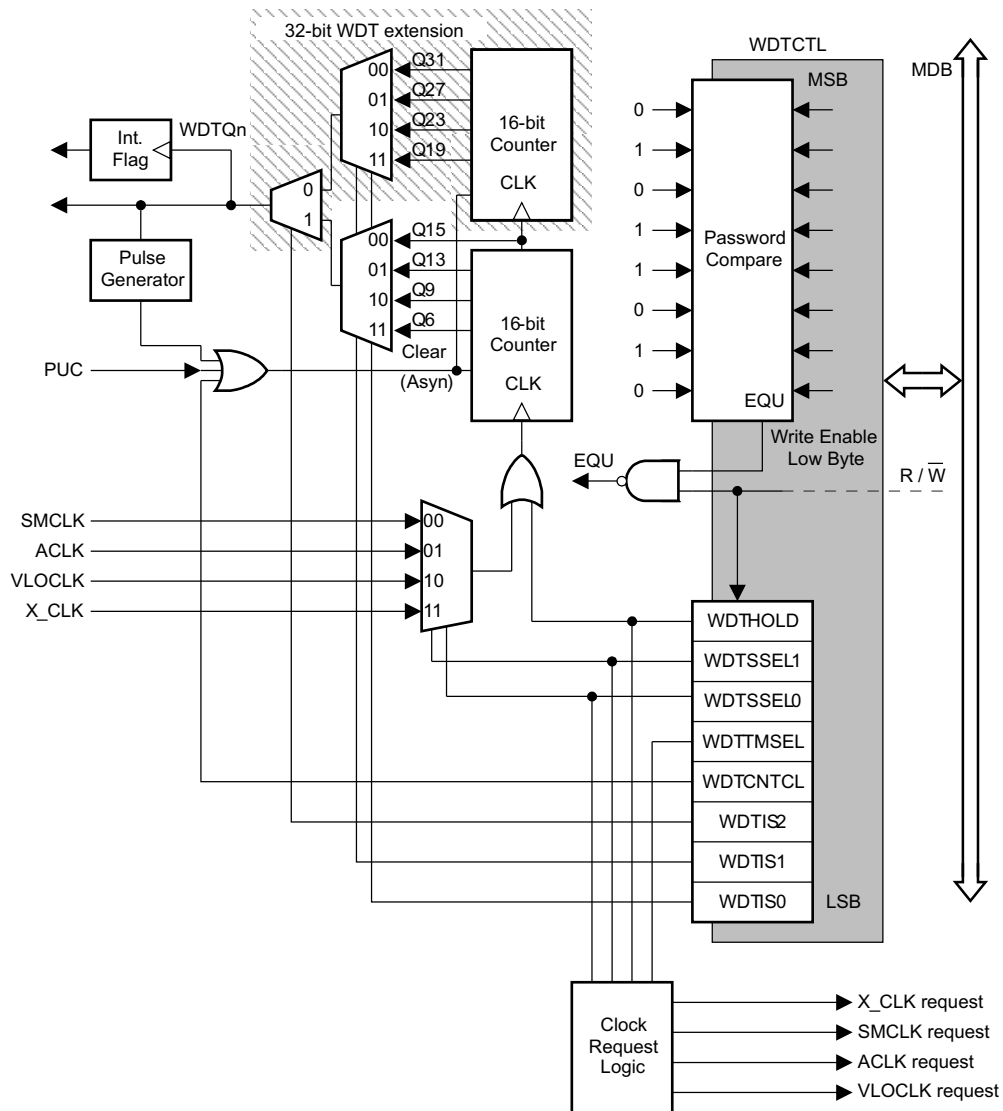 32-bit WDT extension
WDTCTL
MDB
Q31
00
MSB
Q27
01
0
WDTQn
Int.
Flag
Q23
10
16-bit
Counter
Q19
11
1
CLK
0
0
1
Q15
00
1
Password
Compare
Pulse
Generator
Q13
01
1
Q9
10
0
Q6
11
16-bit
Counter
1
Clear
(Asyn)
PUC
CLK
0
EQU
Write Enable
Low Byte
EQU
R / W
SMCLK
00
ACLK
01
VLOCLK
10
X_CLK
11
WDTHOLD
WDTSSEL1
WDTSSEL0
WDTTMSEL
WDTCNTCL
WDTIS2
WDTIS1
WDTIS0
LSB
Clock
Request
Logic
X_CLK request
SMCLK request
ACLK request
VLOCLK request